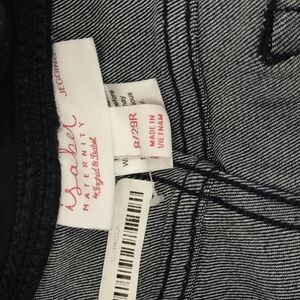 JEGGING
isabel
MATERNITY
by Ingrid & Isabel
8/29R
MADE IN
VIETNAM